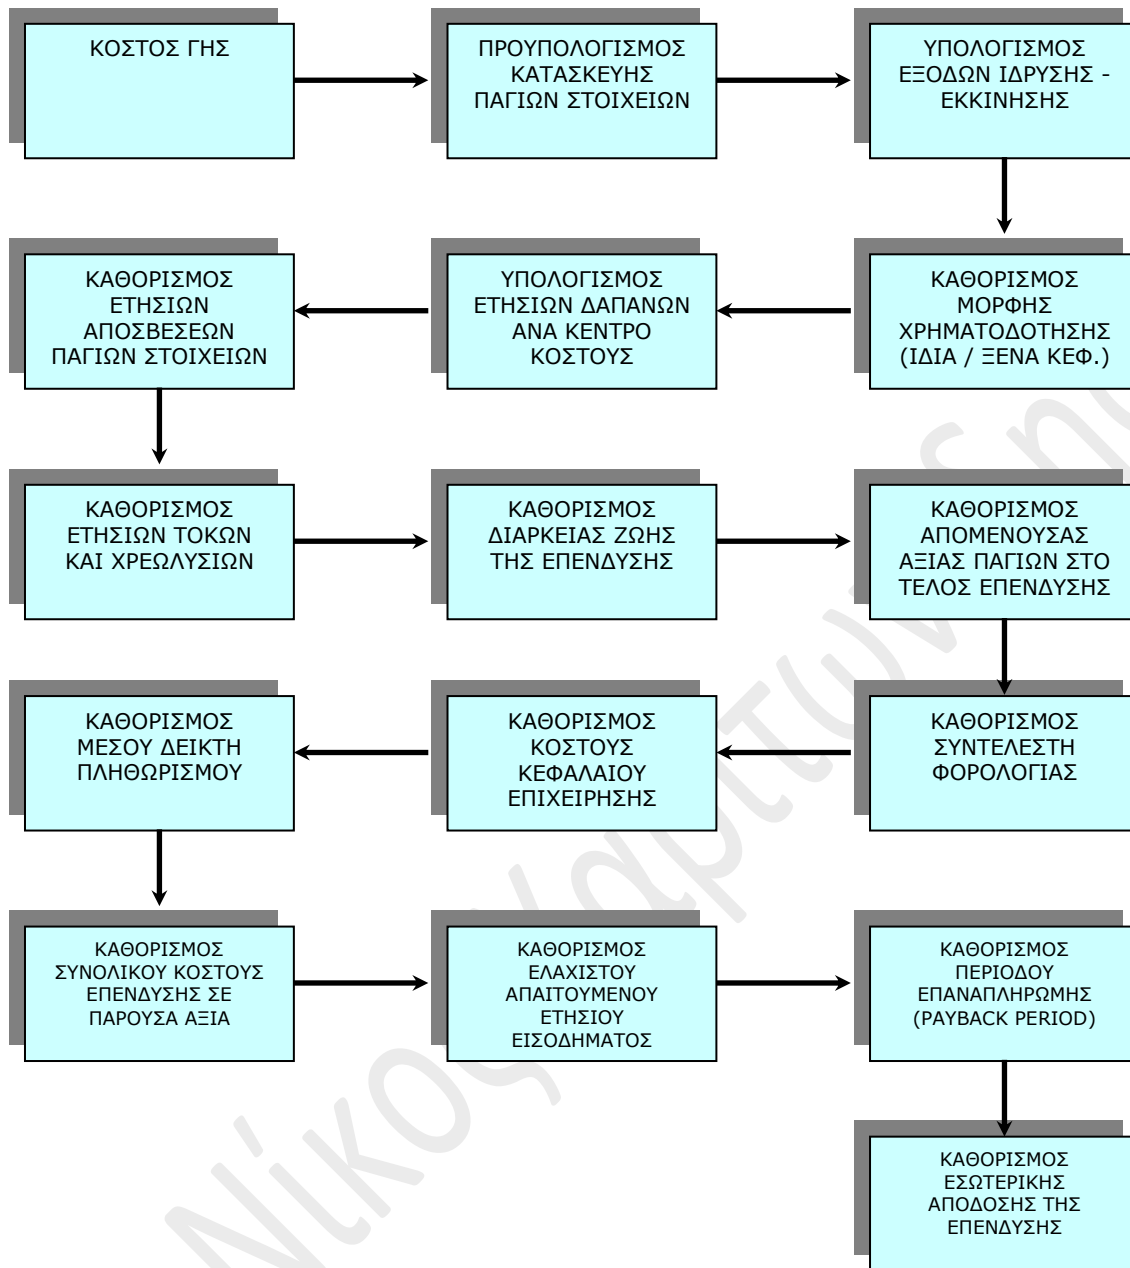 ΚΟΣΤΟΣ ΓΗΣ
ΠΡΟΥΠΟΛΟΓΙΣΜΟΣ
ΚΑΤΑΣΚΕΥΗΣ
ΠΑΓΙΩΝ ΣΤΟΙΧΕΙΩΝ
ΥΠΟΛΟΓΙΣΜΟΣ
ΕΞΟΔΩΝ ΙΔΡΥΣΗΣ -
ΕΚΚΙΝΗΣΗΣ
ΚΑΘΟΡΙΣΜΟΣ
ΜΟΡΦΗΣ
ΧΡΗΜΑΤΟΔΟΤΗΣΗΣ
(ΙΔΙΑ / ΞΕΝΑ ΚΕΦ.)
ΥΠΟΛΟΓΙΣΜΟΣ
ΕΤΗΣΙΩΝ ΔΑΠΑΝΩΝ
ΑΝΑ ΚΕΝΤΡΟ
ΚΟΣΤΟΥΣ
ΚΑΘΟΡΙΣΜΟΣ
ΕΤΗΣΙΩΝ
ΑΠΟΣΒΕΣΕΩΝ
ΠΑΓΙΩΝ ΣΤΟΙΧΕΙΩΝ
ΚΑΘΟΡΙΣΜΟΣ
ΕΤΗΣΙΩΝ ΤΟΚΩΝ
ΚΑΙ ΧΡΕΩΛΥΣΙΩΝ
ΚΑΘΟΡΙΣΜΟΣ
ΔΙΑΡΚΕΙΑΣ ΖΩΗΣ
ΤΗΣ ΕΠΕΝΔΥΣΗΣ
ΚΑΘΟΡΙΣΜΟΣ
ΑΠΟΜΕΝΟΥΣΑΣ
ΑΞΙΑΣ ΠΑΓΙΩΝ ΣΤΟ
ΤΕΛΟΣ ΕΠΕΝΔΥΣΗΣ
ΚΑΘΟΡΙΣΜΟΣ
ΣΥΝΤΕΛΕΣΤΗ
ΦΟΡΟΛΟΓΙΑΣ
ΚΑΘΟΡΙΣΜΟΣ
ΚΟΣΤΟΥΣ
ΚΕΦΑΛΑΙΟΥ
ΕΠΙΧΕΙΡΗΣΗΣ
ΚΑΘΟΡΙΣΜΟΣ
ΜΕΣΟΥ ΔΕΙΚΤΗ
ΠΛΗΘΩΡΙΣΜΟΥ
ΚΑΘΟΡΙΣΜΟΣ
ΣΥΝΟΛΙΚΟΥ ΚΟΣΤΟΥΣ
ΕΠΕΝΔΥΣΗΣ ΣΕ
ΠΑΡΟΥΣΑ ΑΞΙΑ
ΚΑΘΟΡΙΣΜΟΣ
ΕΛΑΧΙΣΤΟΥ
ΑΠΑΙΤΟΥΜΕΝΟΥ
ΕΤΗΣΙΟΥ
ΕΙΣΟΔΗΜΑΤΟΣ
ΚΑΘΟΡΙΣΜΟΣ
ΠΕΡΙΟΔΟΥ
ΕΠΑΝΑΠΛΗΡΩΜΗΣ
(PAYBACK PERIOD)
ΚΑΘΟΡΙΣΜΟΣ
ΕΣΩΤΕΡΙΚΗΣ
ΑΠΟΔΟΣΗΣ ΤΗΣ
ΕΠΕΝΔΥΣΗΣ
Νίκος